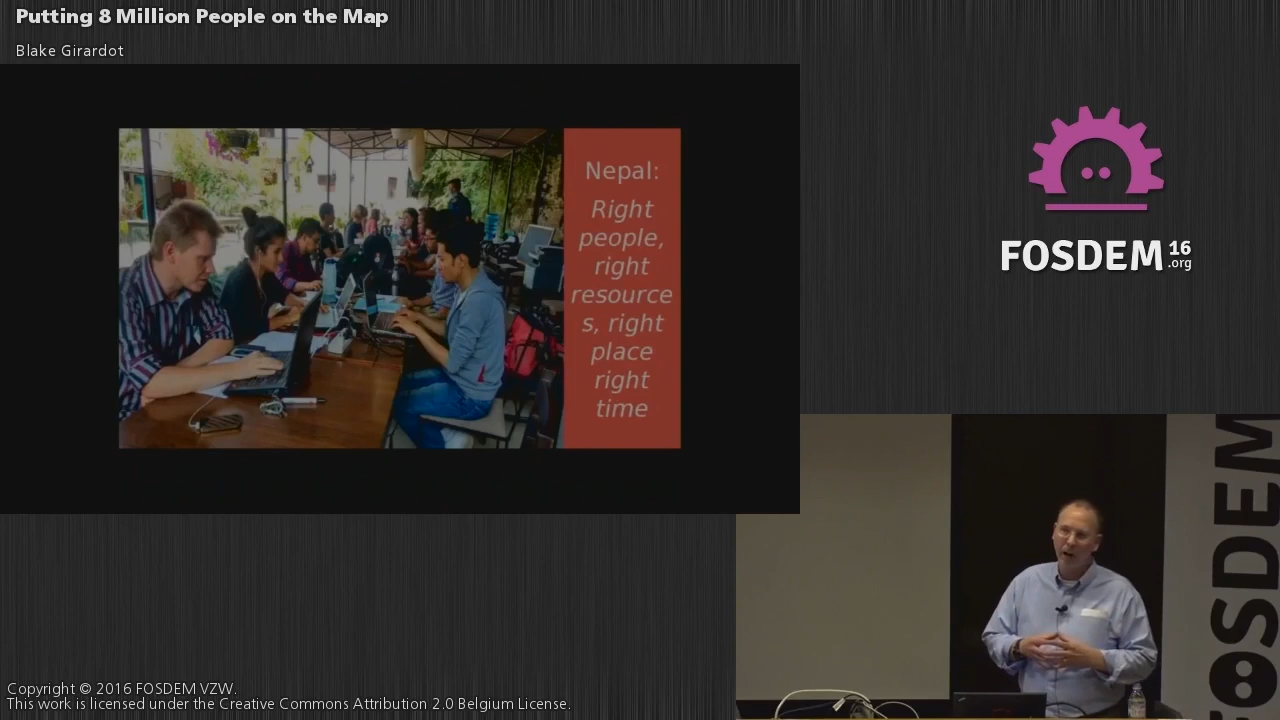 Putting 8 Million People on the Map
Blake Girardot
Nepal:
Right
people,
right
resource
s, right
place
right
time
FOSDEM 16
.org
FOSDEM
Copyright © 2016 FOSDEM VZW.
This work is licensed under the Creative Commons Attribution 2.0 Belgium License.